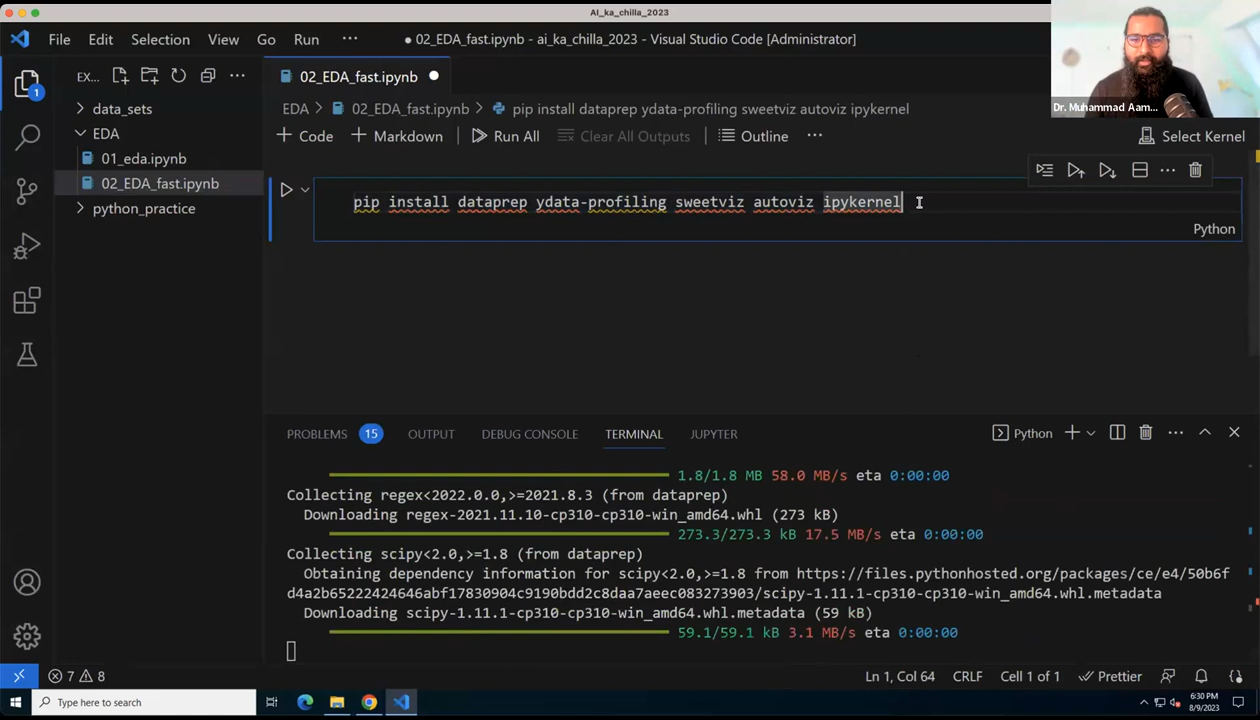 AI_ka_chilla_2023
File Edit Selection View Go Run ··· ● 02_EDA_fast.ipynb - ai_ka_chilla_2023 - Visual Studio Code [Administrator]
Dr. Muhammad Aam...
EX... ···
1
data_sets
EDA
01_eda.ipynb
02_EDA_fast.ipynb
python_practice
02_EDA_fast.ipynb ●
EDA > 02_EDA_fast.ipynb > pip install dataprep ydata-profiling sweetviz autoviz ipykernel
+ Code + Markdown Run All Clear All Outputs Outline ··· Select Kernel
pip install dataprep ydata-profiling sweetviz autoviz ipykernel
Python
PROBLEMS 15 OUTPUT DEBUG CONSOLE TERMINAL JUPYTER Python
1.8/1.8 MB 58.0 MB/s eta 0:00:00
Collecting regex<2022.0.0,>=2021.8.3 (from dataprep)
Downloading regex-2021.11.10-cp310-cp310-win_amd64.whl (273 kB)
273.3/273.3 kB 17.5 MB/s eta 0:00:00
Collecting scipy<2.0,>=1.8 (from dataprep)
Obtaining dependency information for scipy<2.0,>=1.8 from https://files.pythonhosted.org/packages/ce/e4/50b6f
d4a2b65222424646abf17830904c9190bdd2c8daa7aeec083273903/scipy-1.11.1-cp310-cp310-win_amd64.whl.metadata
Downloading scipy-1.11.1-cp310-cp310-win_amd64.whl.metadata (59 kB)
59.1/59.1 kB 3.1 MB/s eta 0:00:00
7 8 Ln 1, Col 64 CRLF Cell 1 of 1 Prettier
Type here to search
6:30 PM
8/9/2023